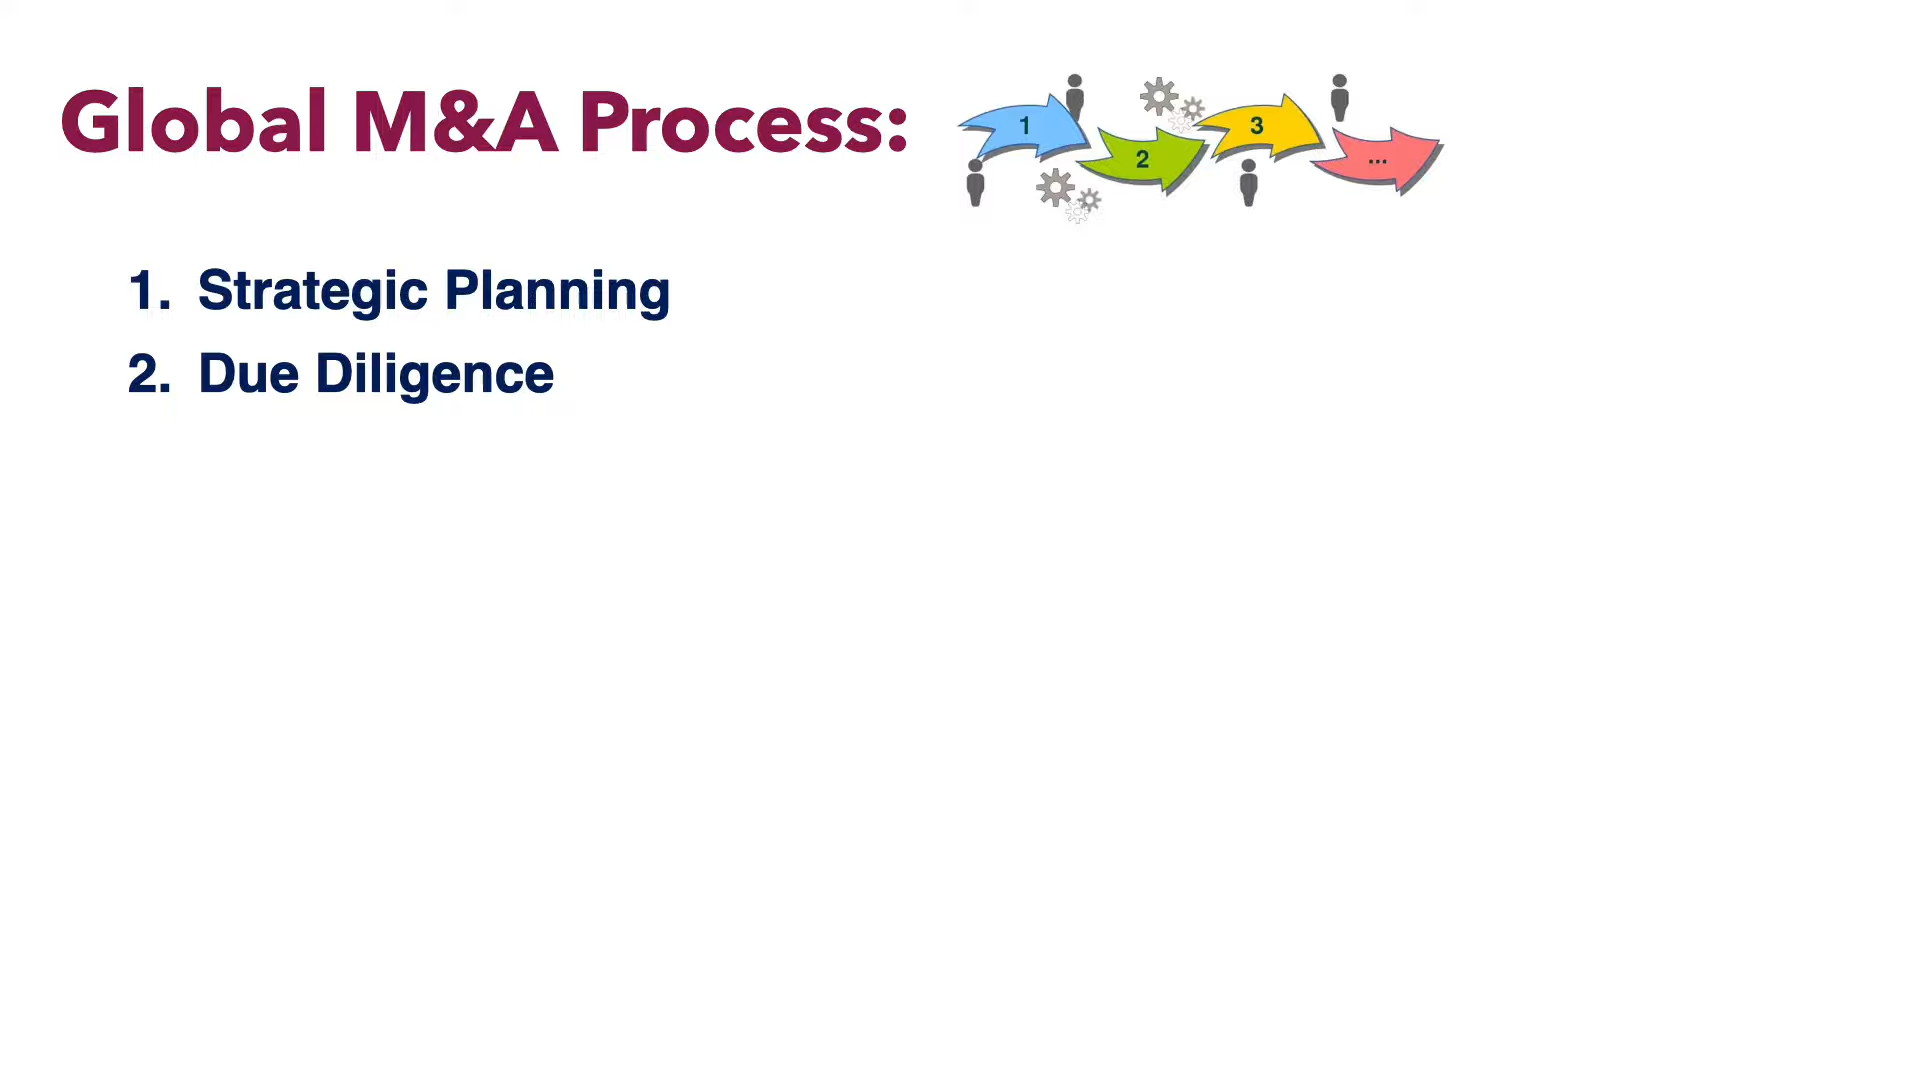 Global M&A Process:
1
2
3
...
1. Strategic Planning
2. Due Diligence